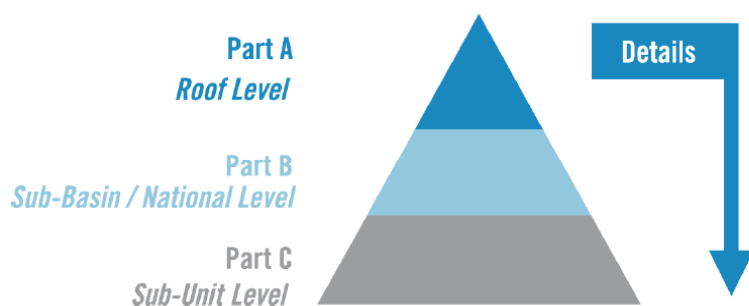 Part A
Roof Level
Details
Part B
Sub-Basin / National Level
Part C
Sub-Unit Level